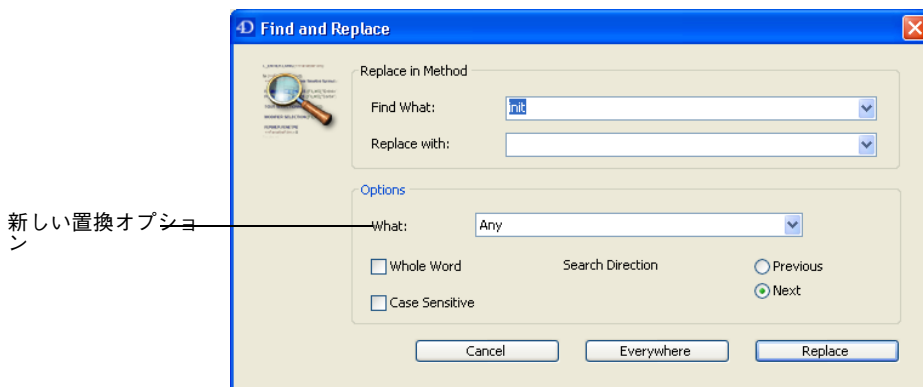 Find and Replace
Replace in Method
Find What: init
Replace with:
Options
新しい置換オプショ
ン
What: Any
Whole Word Search Direction Previous
Next
Case Sensitive
Cancel Everywhere Replace